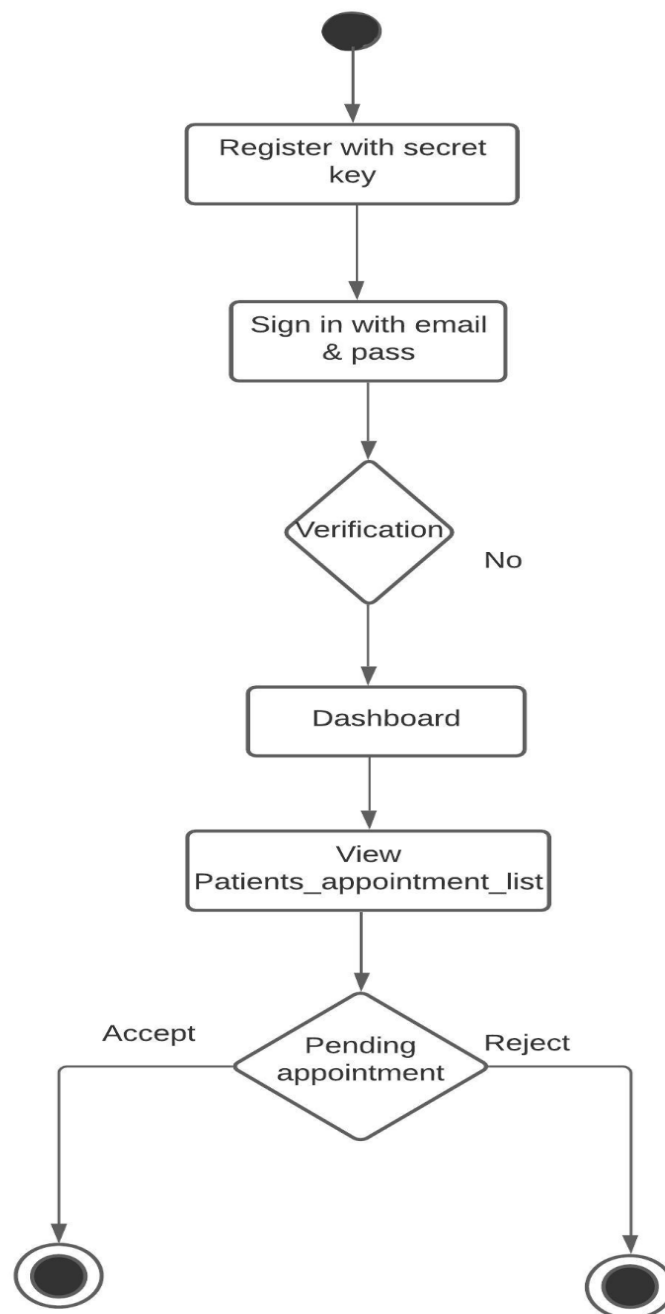 Register with secret
key
Sign in with email
& pass
Verification
No
Dashboard
View
Patients_appointment_list
Accept
Pending
appointment
Reject